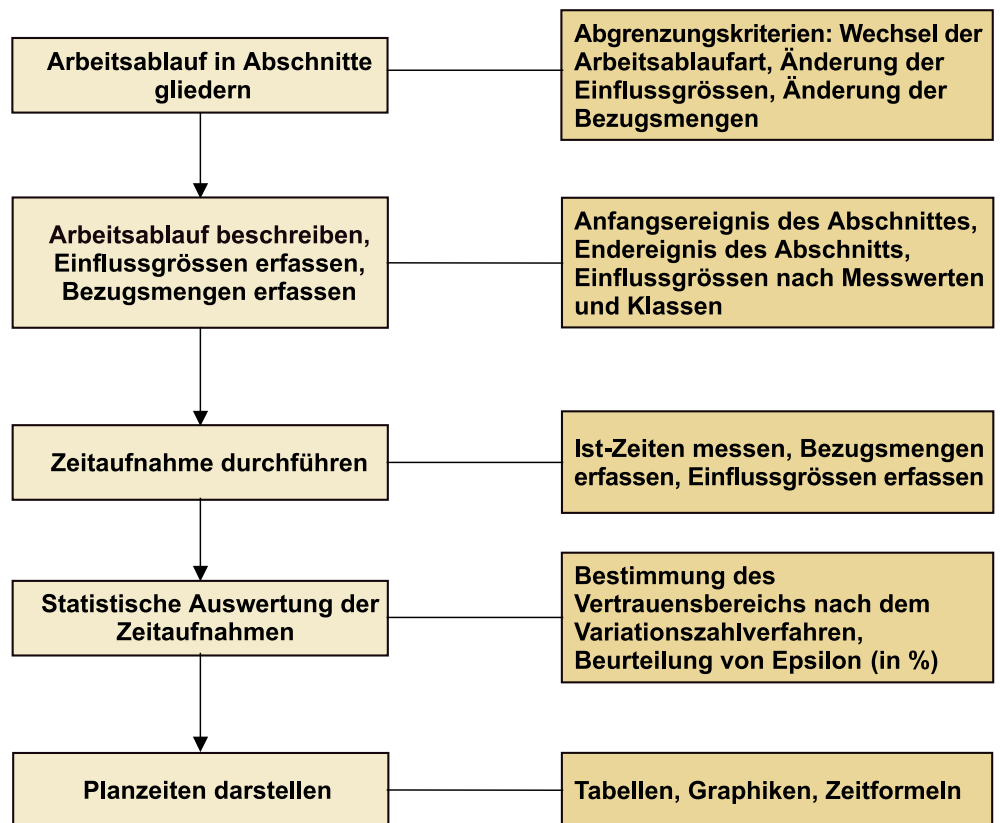 Arbeitsablauf in Abschnitte
gliedern
Abgrenzungskriterien: Wechsel der
Arbeitsablaufart, Änderung der
Einflussgrössen, Änderung der
Bezugsmengen
Arbeitsablauf beschreiben,
Einflussgrössen erfassen,
Bezugsmengen erfassen
Anfangsereignis des Abschnittes,
Endereignis des Abschnitts,
Einflussgrössen nach Messwerten
und Klassen
Zeitaufnahme durchführen
Ist-Zeiten messen, Bezugsmengen
erfassen, Einflussgrössen erfassen
Statistische Auswertung der
Zeitaufnahmen
Bestimmung des
Vertrauensbereichs nach dem
Variationszahlverfahren,
Beurteilung von Epsilon (in %)
Planzeiten darstellen
Tabellen, Graphiken, Zeitformeln